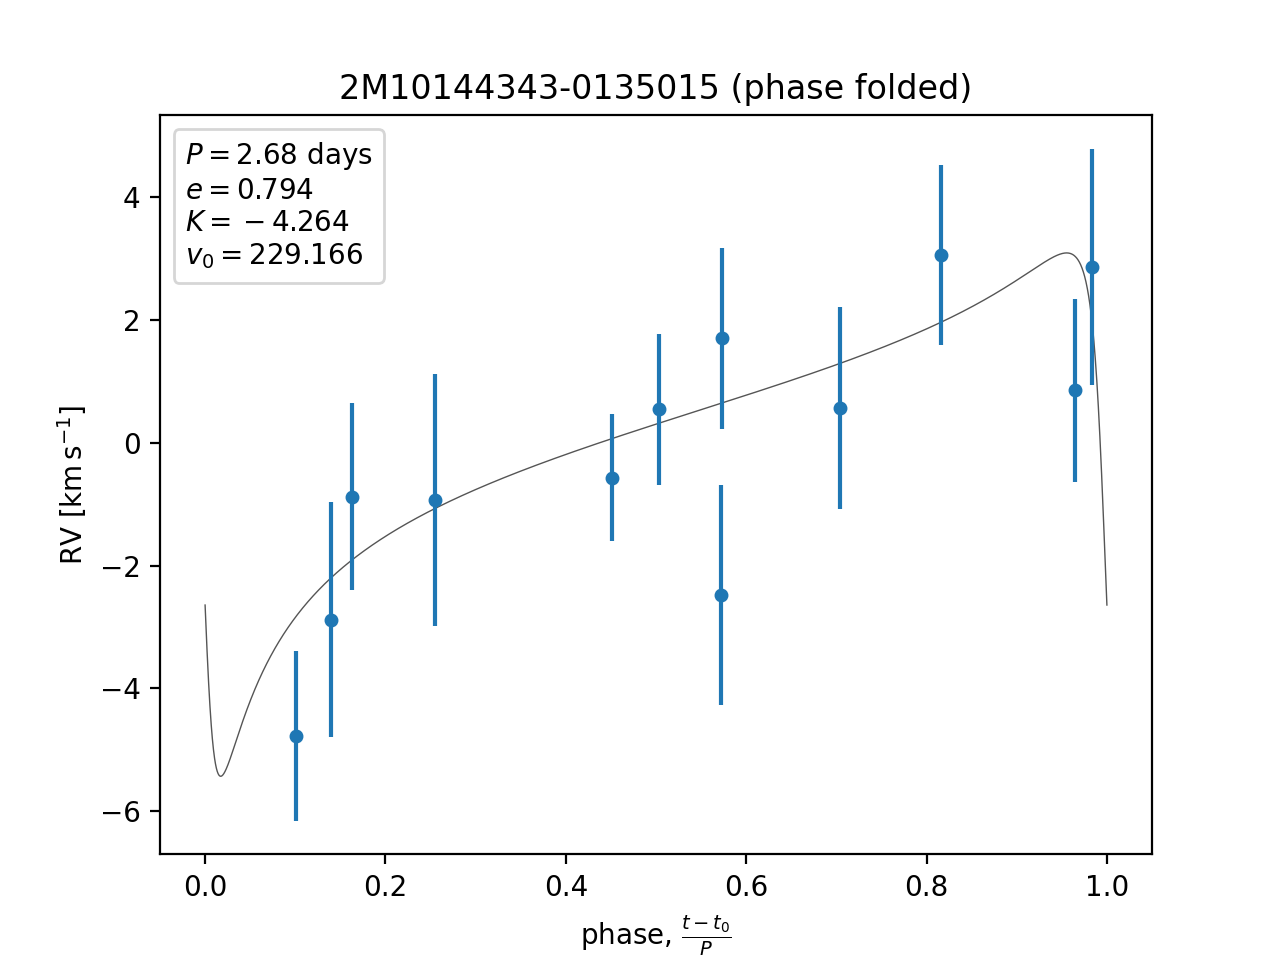 2M10144343-0135015 (phase folded)
P = 2.68 days
e = 0.794
K = −4.264
v₀ = 229.166
RV [km s⁻¹]
4
2
0
−2
−4
−6
0.0 0.2 0.4 0.6 0.8 1.0
phase, (t − t₀)/P